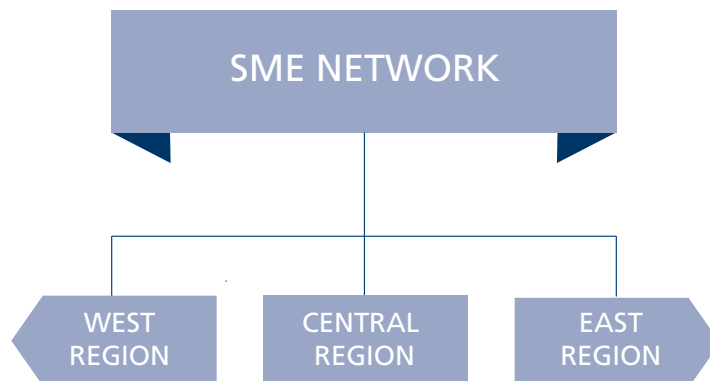 SME NETWORK
WEST
REGION
CENTRAL
REGION
EAST
REGION